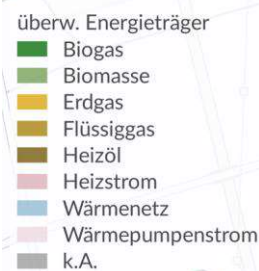 überw. Energieträger
Biogas
Biomasse
Erdgas
Flüssiggas
Heizöl
Heizstrom
Wärmenetz
Wärmepumpenstrom
k.A.